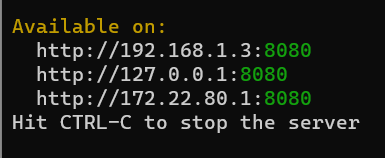 Available on:
http://192.168.1.3:8080
http://127.0.0.1:8080
http://172.22.80.1:8080
Hit CTRL-C to stop the server